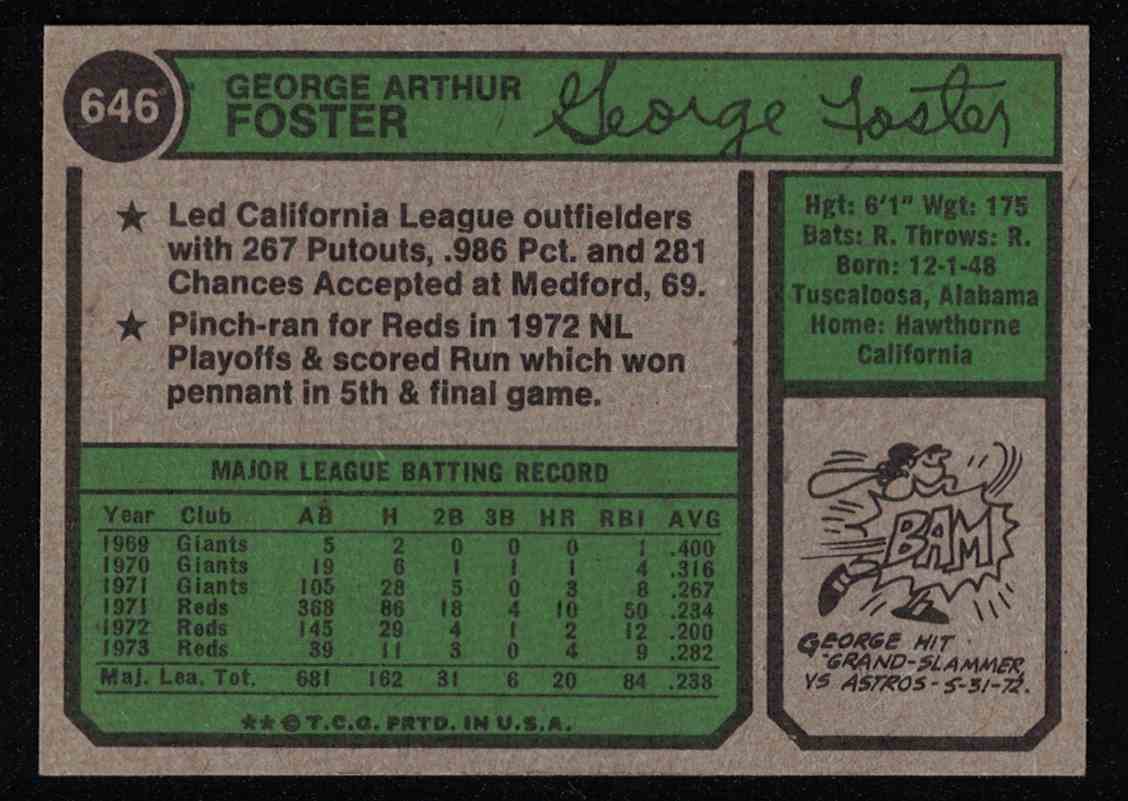 646
GEORGE ARTHUR
FOSTER
George Foster
★ Led California League outfielders
with 267 Putouts, .986 Pct. and 281
Chances Accepted at Medford, 69.
★ Pinch-ran for Reds in 1972 NL
Playoffs & scored Run which won
pennant in 5th & final game.
Hgt: 6'1" Wgt: 175
Bats: R. Throws: R.
Born: 12-1-48
Tuscaloosa, Alabama
Home: Hawthorne
California
MAJOR LEAGUE BATTING RECORD
Year Club AB H 2B 3B HR RBI AVG
1969 Giants 5 2 0 0 0 1 .400
1970 Giants 19 6 1 1 1 4 .316
1971 Giants 105 28 5 0 3 8 .267
1971 Reds 368 86 18 4 10 50 .234
1972 Reds 145 29 4 1 2 12 .200
1973 Reds 39 11 3 0 4 9 .282
Maj. Lea. Tot. 681 162 31 6 20 84 .238
★★ © T.C.G. PRTD. IN U.S.A.
BAM
GEORGE HIT
GRAND-SLAMMER
VS ASTROS-5-31-72.